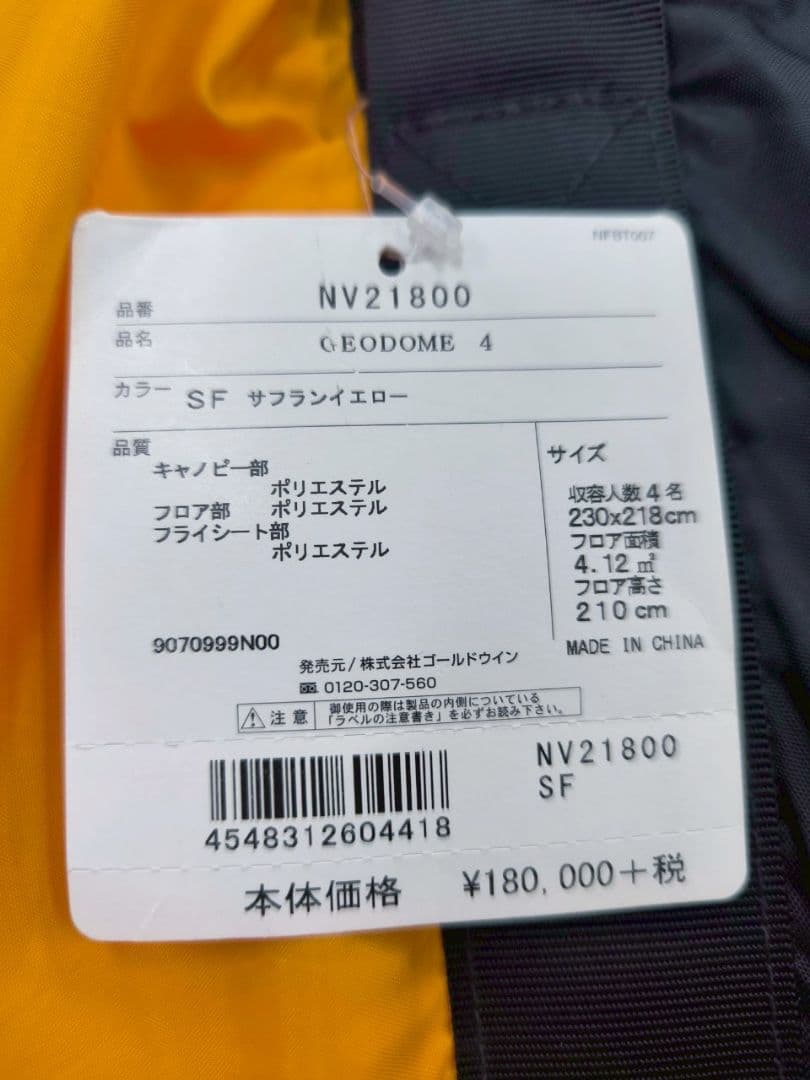 NFBT007
品番 NV21800
品名 GEODOME 4
カラー SF サフランイエロー
品質
キャノピー部
ポリエステル
フロア部 ポリエステル
フライシート部
ポリエステル
サイズ
収容人数4名
230x218cm
フロア面積
4.12㎡
フロア高さ
210cm
9070999N00
MADE IN CHINA
発売元/株式会社ゴールドウイン
0120-307-560
注意
御使用の際は製品の内側についている
「ラベルの注意書き」を必ずお読み下さい。
NV21800
SF
4548312604418
本体価格 ¥180,000+税